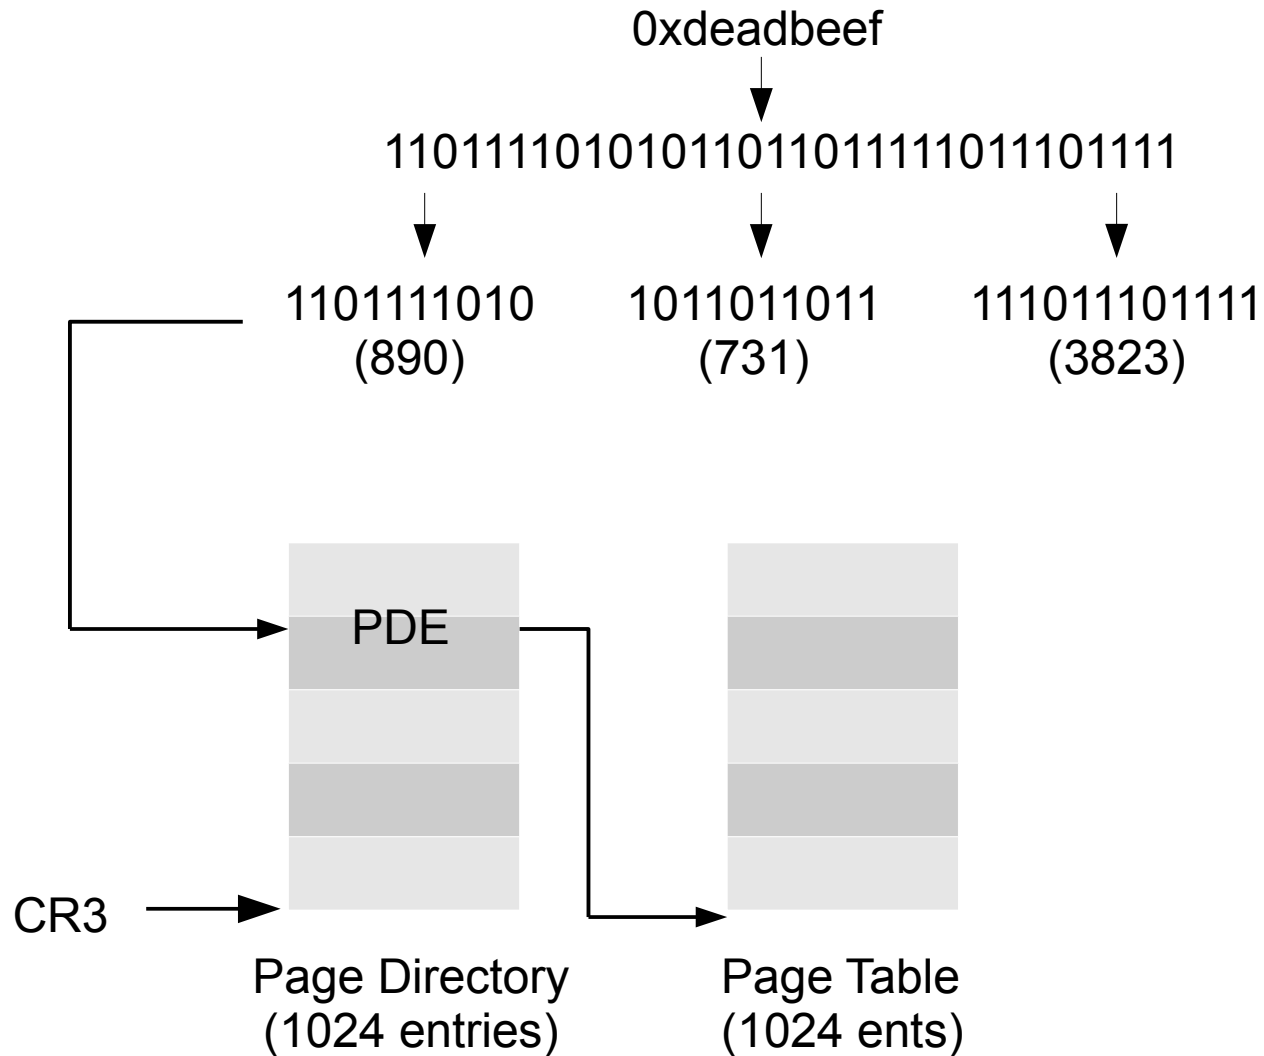 0xdeadbeef
11011110101011011011111011101111
1101111010 1011011011 111011101111
(890) (731) (3823)
PDE
CR3
Page Directory Page Table
(1024 entries) (1024 ents)